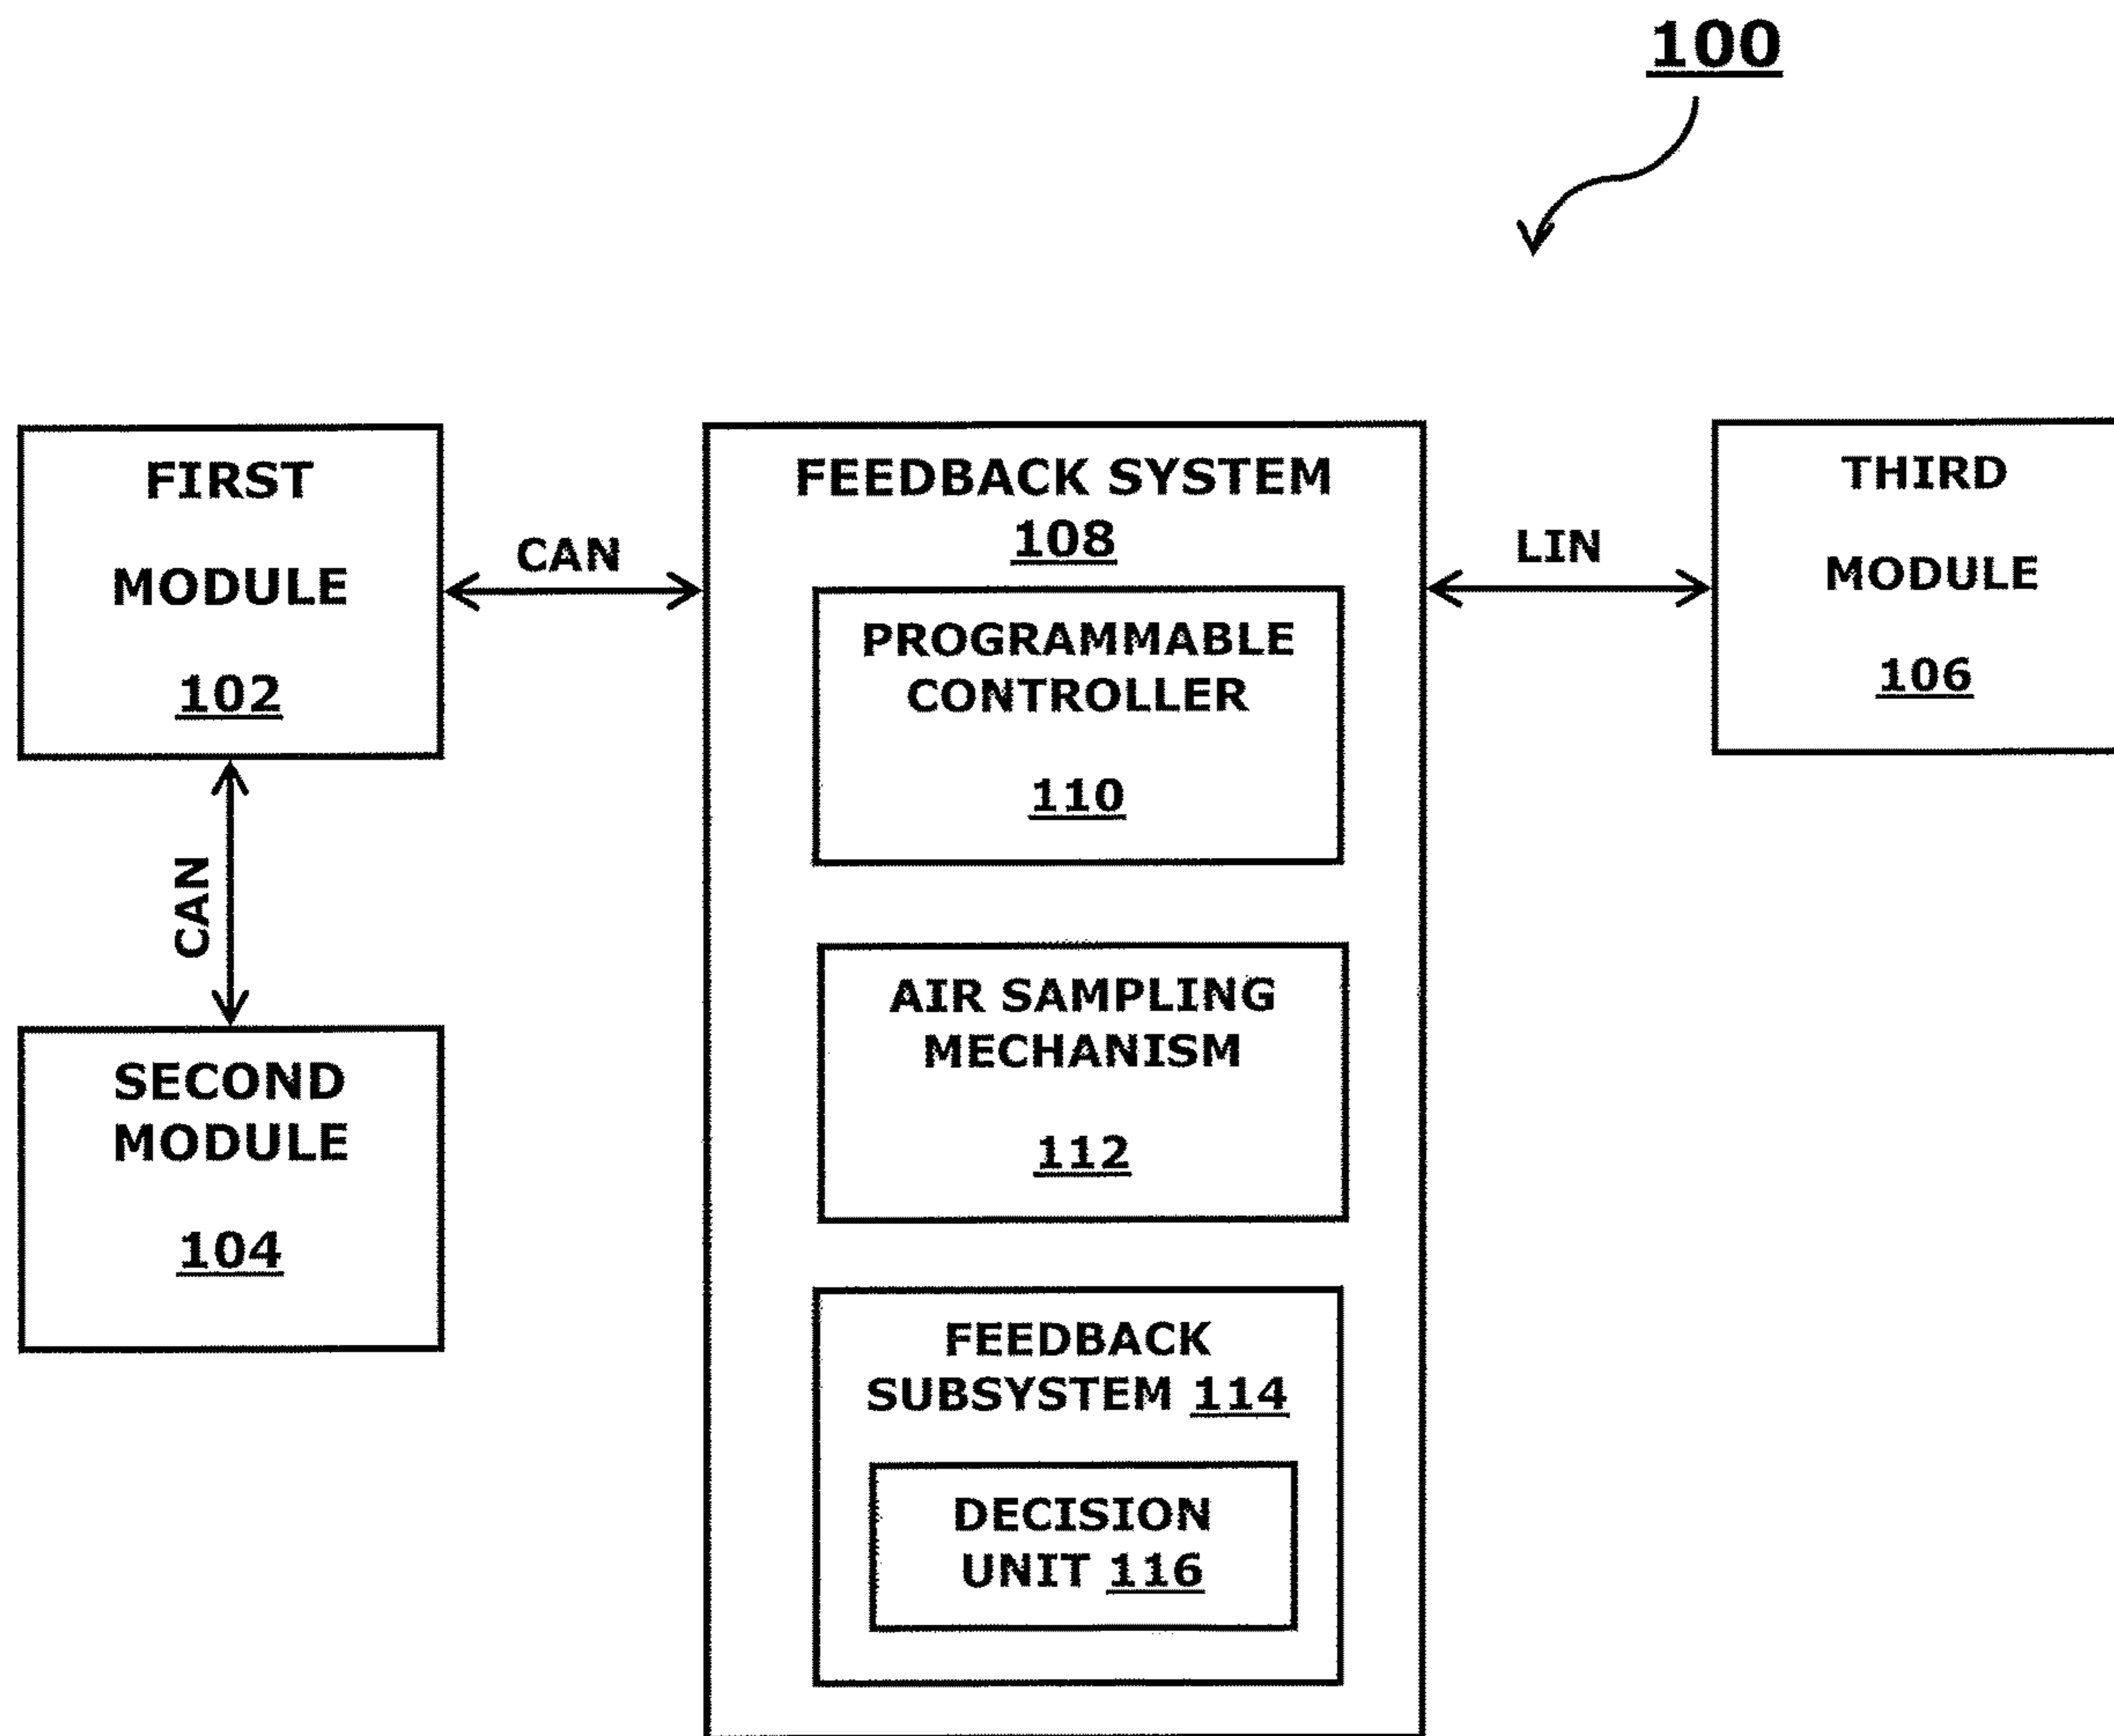 100
FIRST
MODULE
102
CAN
CAN
SECOND
MODULE
104
FEEDBACK SYSTEM
108
PROGRAMMABLE
CONTROLLER
110
AIR SAMPLING
MECHANISM
112
FEEDBACK
SUBSYSTEM 114
DECISION
UNIT 116
LIN
THIRD
MODULE
106